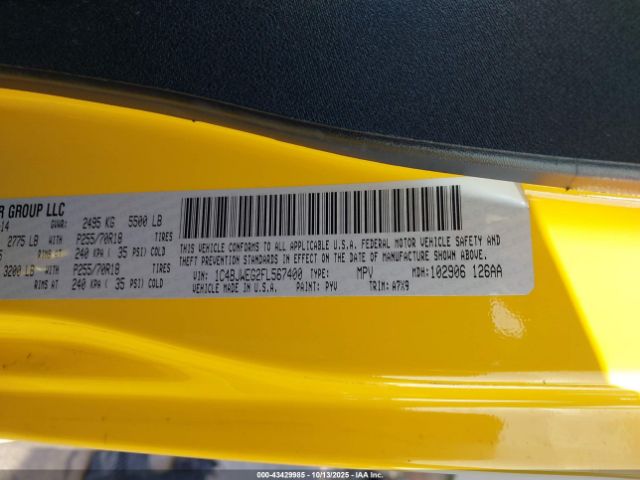 R GROUP LLC
14 GVWR: 2495 KG 5500 LB
2775 LB WITH P255/70R18 TIRES
RIMS AT 240 KPA ( 35 PSI) COLD
3200 LB WITH P255/70R18 TIRES
RIMS AT 240 KPA ( 35 PSI) COLD
THIS VEHICLE CONFORMS TO ALL APPLICABLE U.S.A. FEDERAL MOTOR VEHICLE SAFETY AND
THEFT PREVENTION STANDARDS IN EFFECT ON THE DATE OF MANUFACTURE SHOWN ABOVE.
VIN: 1C4BJWEG2FL567400 TYPE: MPV MDH: 102906 126AA
VEHICLE MADE IN U.S.A. PAINT: PYV TRIM: A7X9
000-43429985 - 10/13/2025 - IAA Inc.